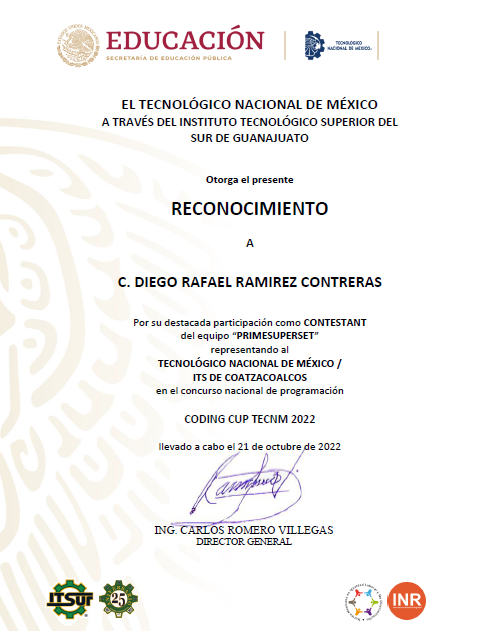 EDUCACIÓN
SECRETARÍA DE EDUCACIÓN PÚBLICA
TECNOLÓGICO
NACIONAL DE MÉXICO
EL TECNOLÓGICO NACIONAL DE MÉXICO
A TRAVÉS DEL INSTITUTO TECNOLÓGICO SUPERIOR DEL
SUR DE GUANAJUATO
Otorga el presente
RECONOCIMIENTO
A
C. DIEGO RAFAEL RAMIREZ CONTRERAS
Por su destacada participación como CONTESTANT
del equipo “PRIMESUPERSET”
representando al
TECNOLÓGICO NACIONAL DE MÉXICO /
ITS DE COATZACOALCOS
en el concurso nacional de programación
CODING CUP TECNM 2022
llevado a cabo el 21 de octubre de 2022
ING. CARLOS ROMERO VILLEGAS
DIRECTOR GENERAL
ITSUR
25
INR